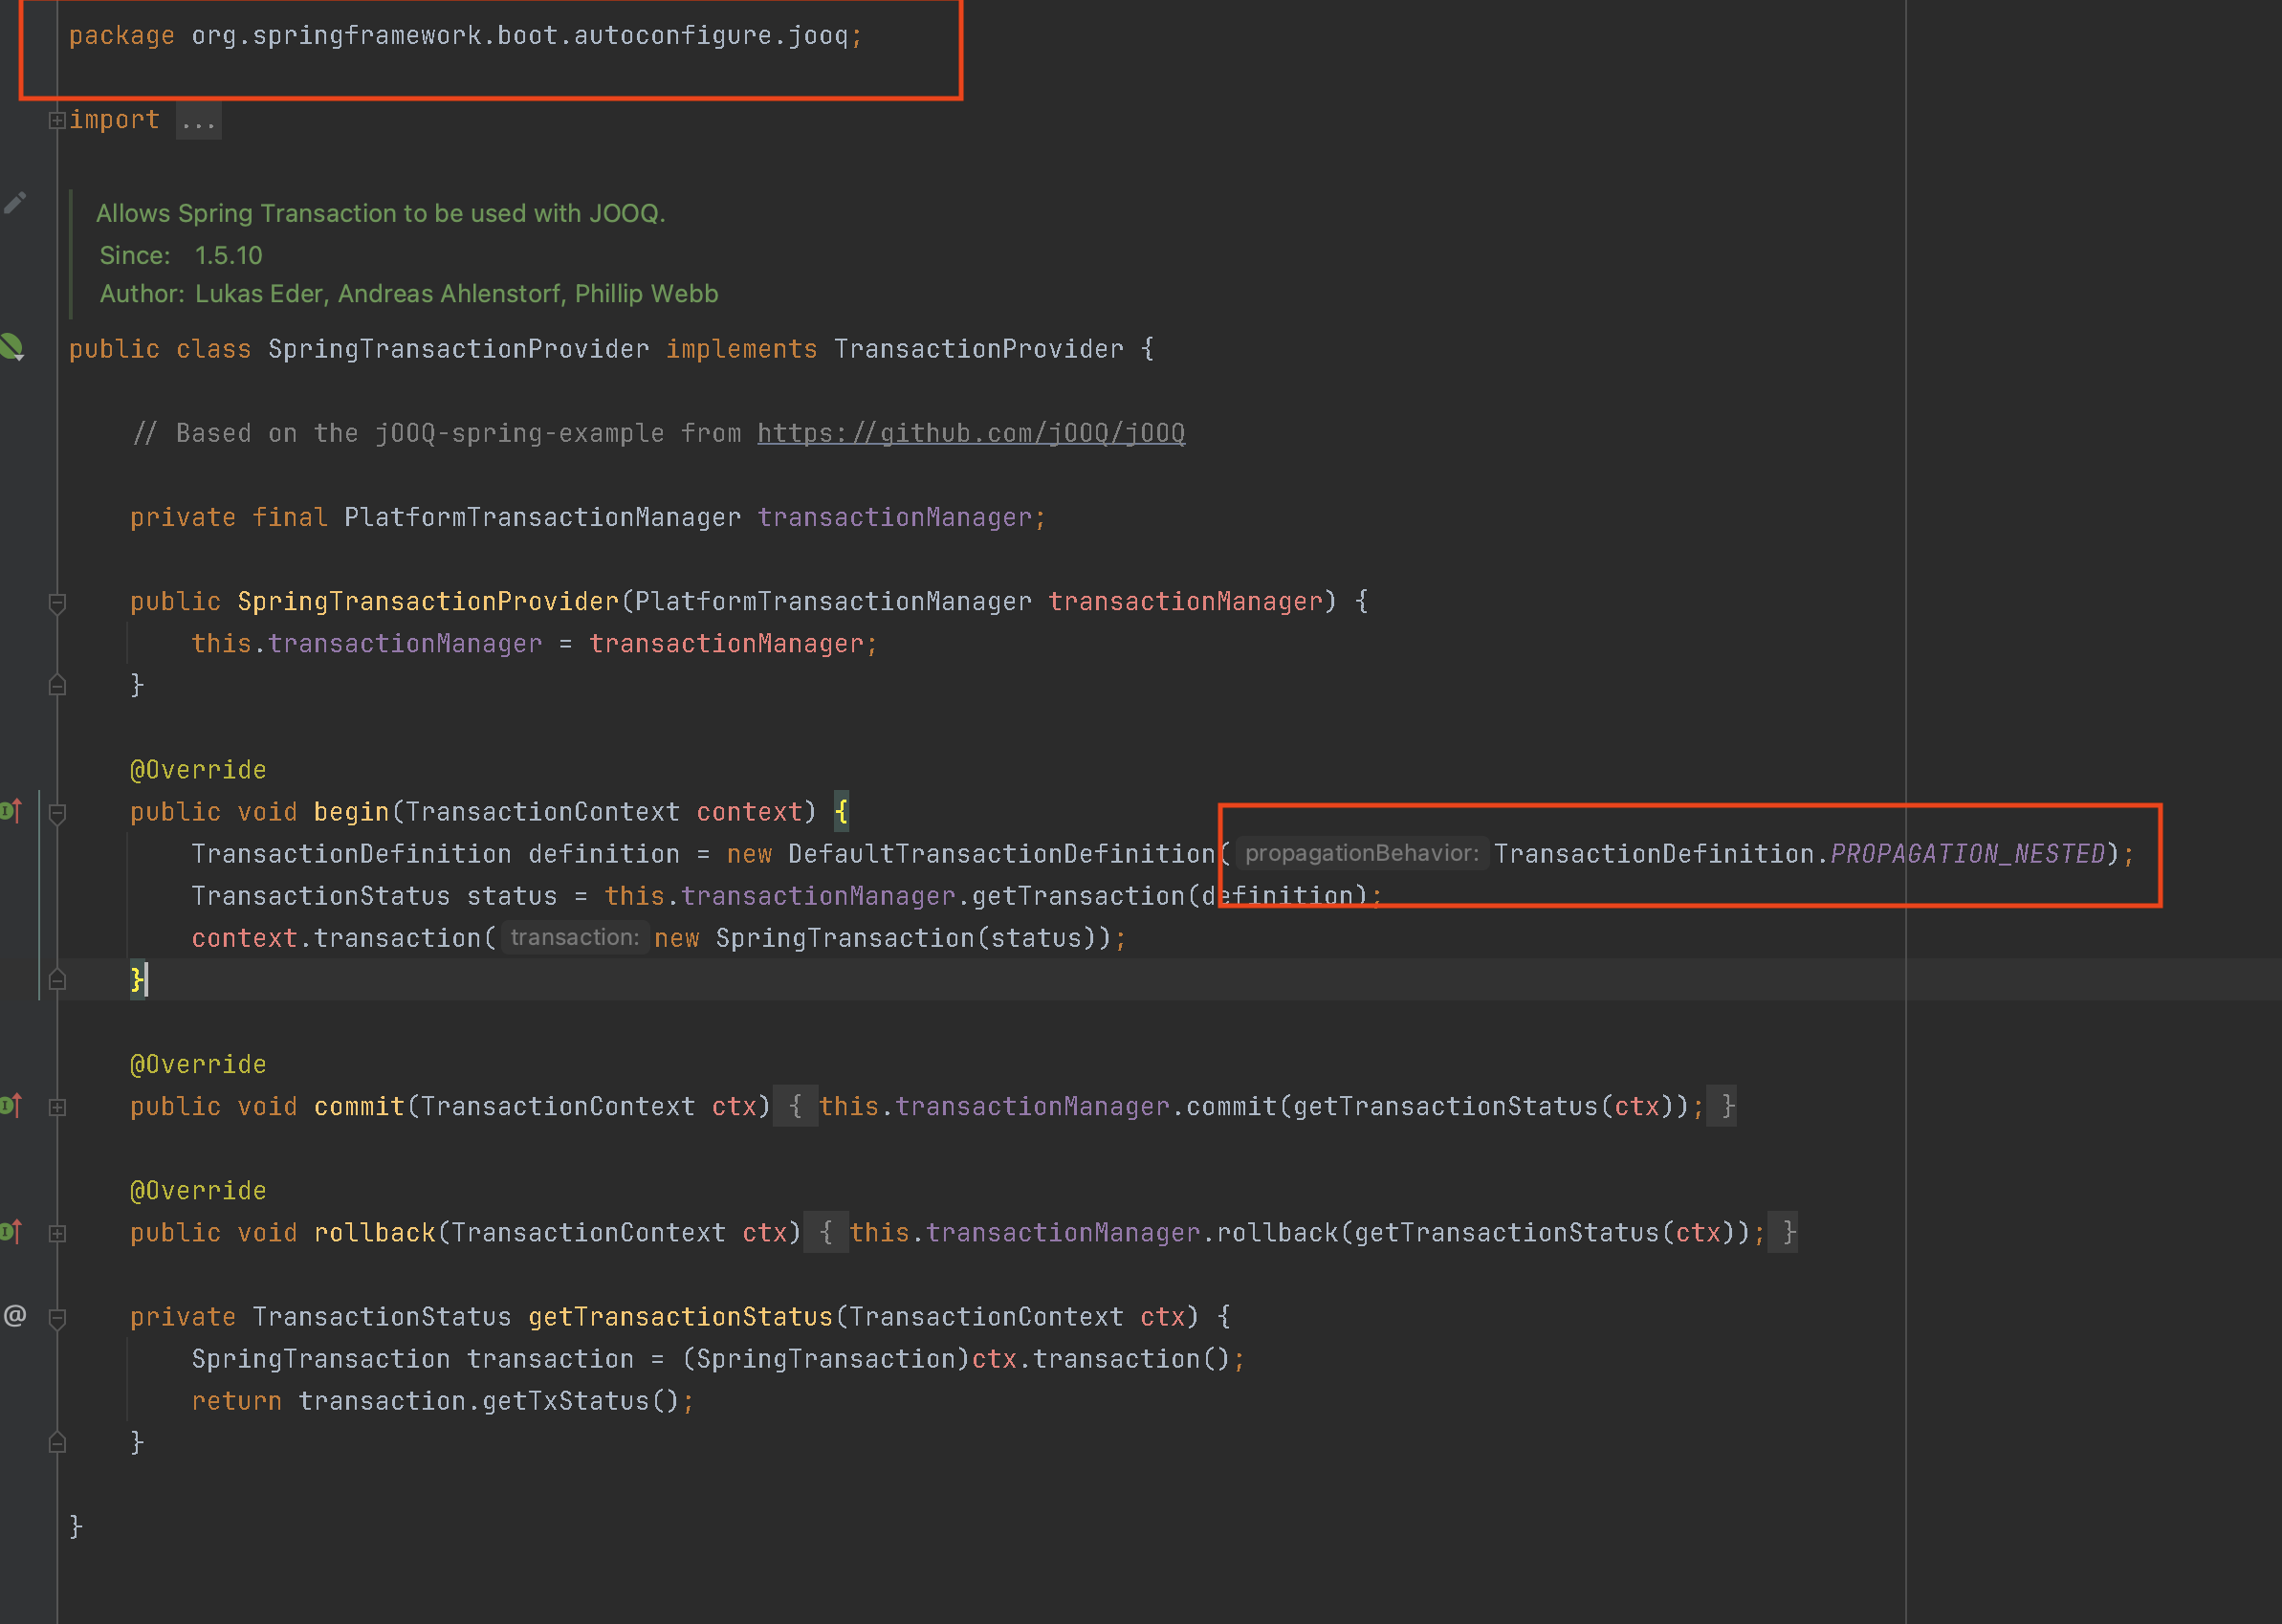 package org.springframework.boot.autoconfigure.jooq;
import ...
Allows Spring Transaction to be used with JOOQ.
Since: 1.5.10
Author: Lukas Eder, Andreas Ahlenstorf, Phillip Webb
public class SpringTransactionProvider implements TransactionProvider {
// Based on the jOOQ-spring-example from https://github.com/jOOQ/jOOQ
private final PlatformTransactionManager transactionManager;
public SpringTransactionProvider(PlatformTransactionManager transactionManager) {
this.transactionManager = transactionManager;
}
@Override
public void begin(TransactionContext context) {
TransactionDefinition definition = new DefaultTransactionDefinition( propagationBehavior: TransactionDefinition.PROPAGATION_NESTED);
TransactionStatus status = this.transactionManager.getTransaction(definition);
context.transaction( transaction: new SpringTransaction(status));
}
@Override
public void commit(TransactionContext ctx) { this.transactionManager.commit(getTransactionStatus(ctx)); }
@Override
public void rollback(TransactionContext ctx) { this.transactionManager.rollback(getTransactionStatus(ctx)); }
@
private TransactionStatus getTransactionStatus(TransactionContext ctx) {
SpringTransaction transaction = (SpringTransaction)ctx.transaction();
return transaction.getTxStatus();
}
}